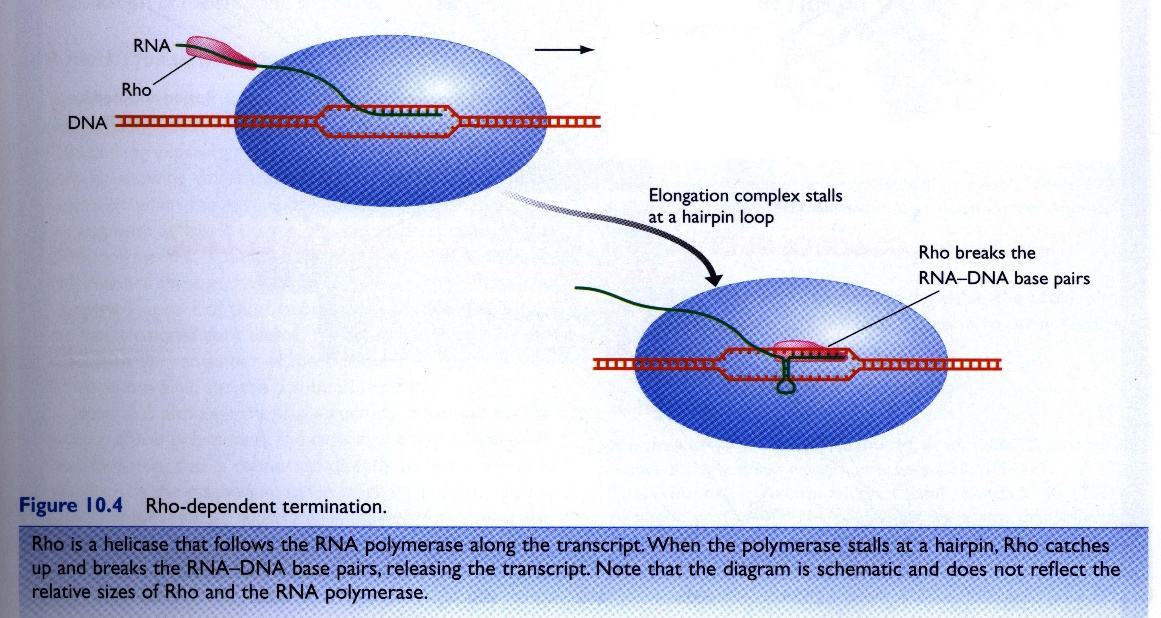 RNA
Rho
DNA
Elongation complex stalls
at a hairpin loop
Rho breaks the
RNA–DNA base pairs
Figure 10.4 Rho-dependent termination.
Rho is a helicase that follows the RNA polymerase along the transcript. When the polymerase stalls at a hairpin, Rho catches
up and breaks the RNA–DNA base pairs, releasing the transcript. Note that the diagram is schematic and does not reflect the
relative sizes of Rho and the RNA polymerase.